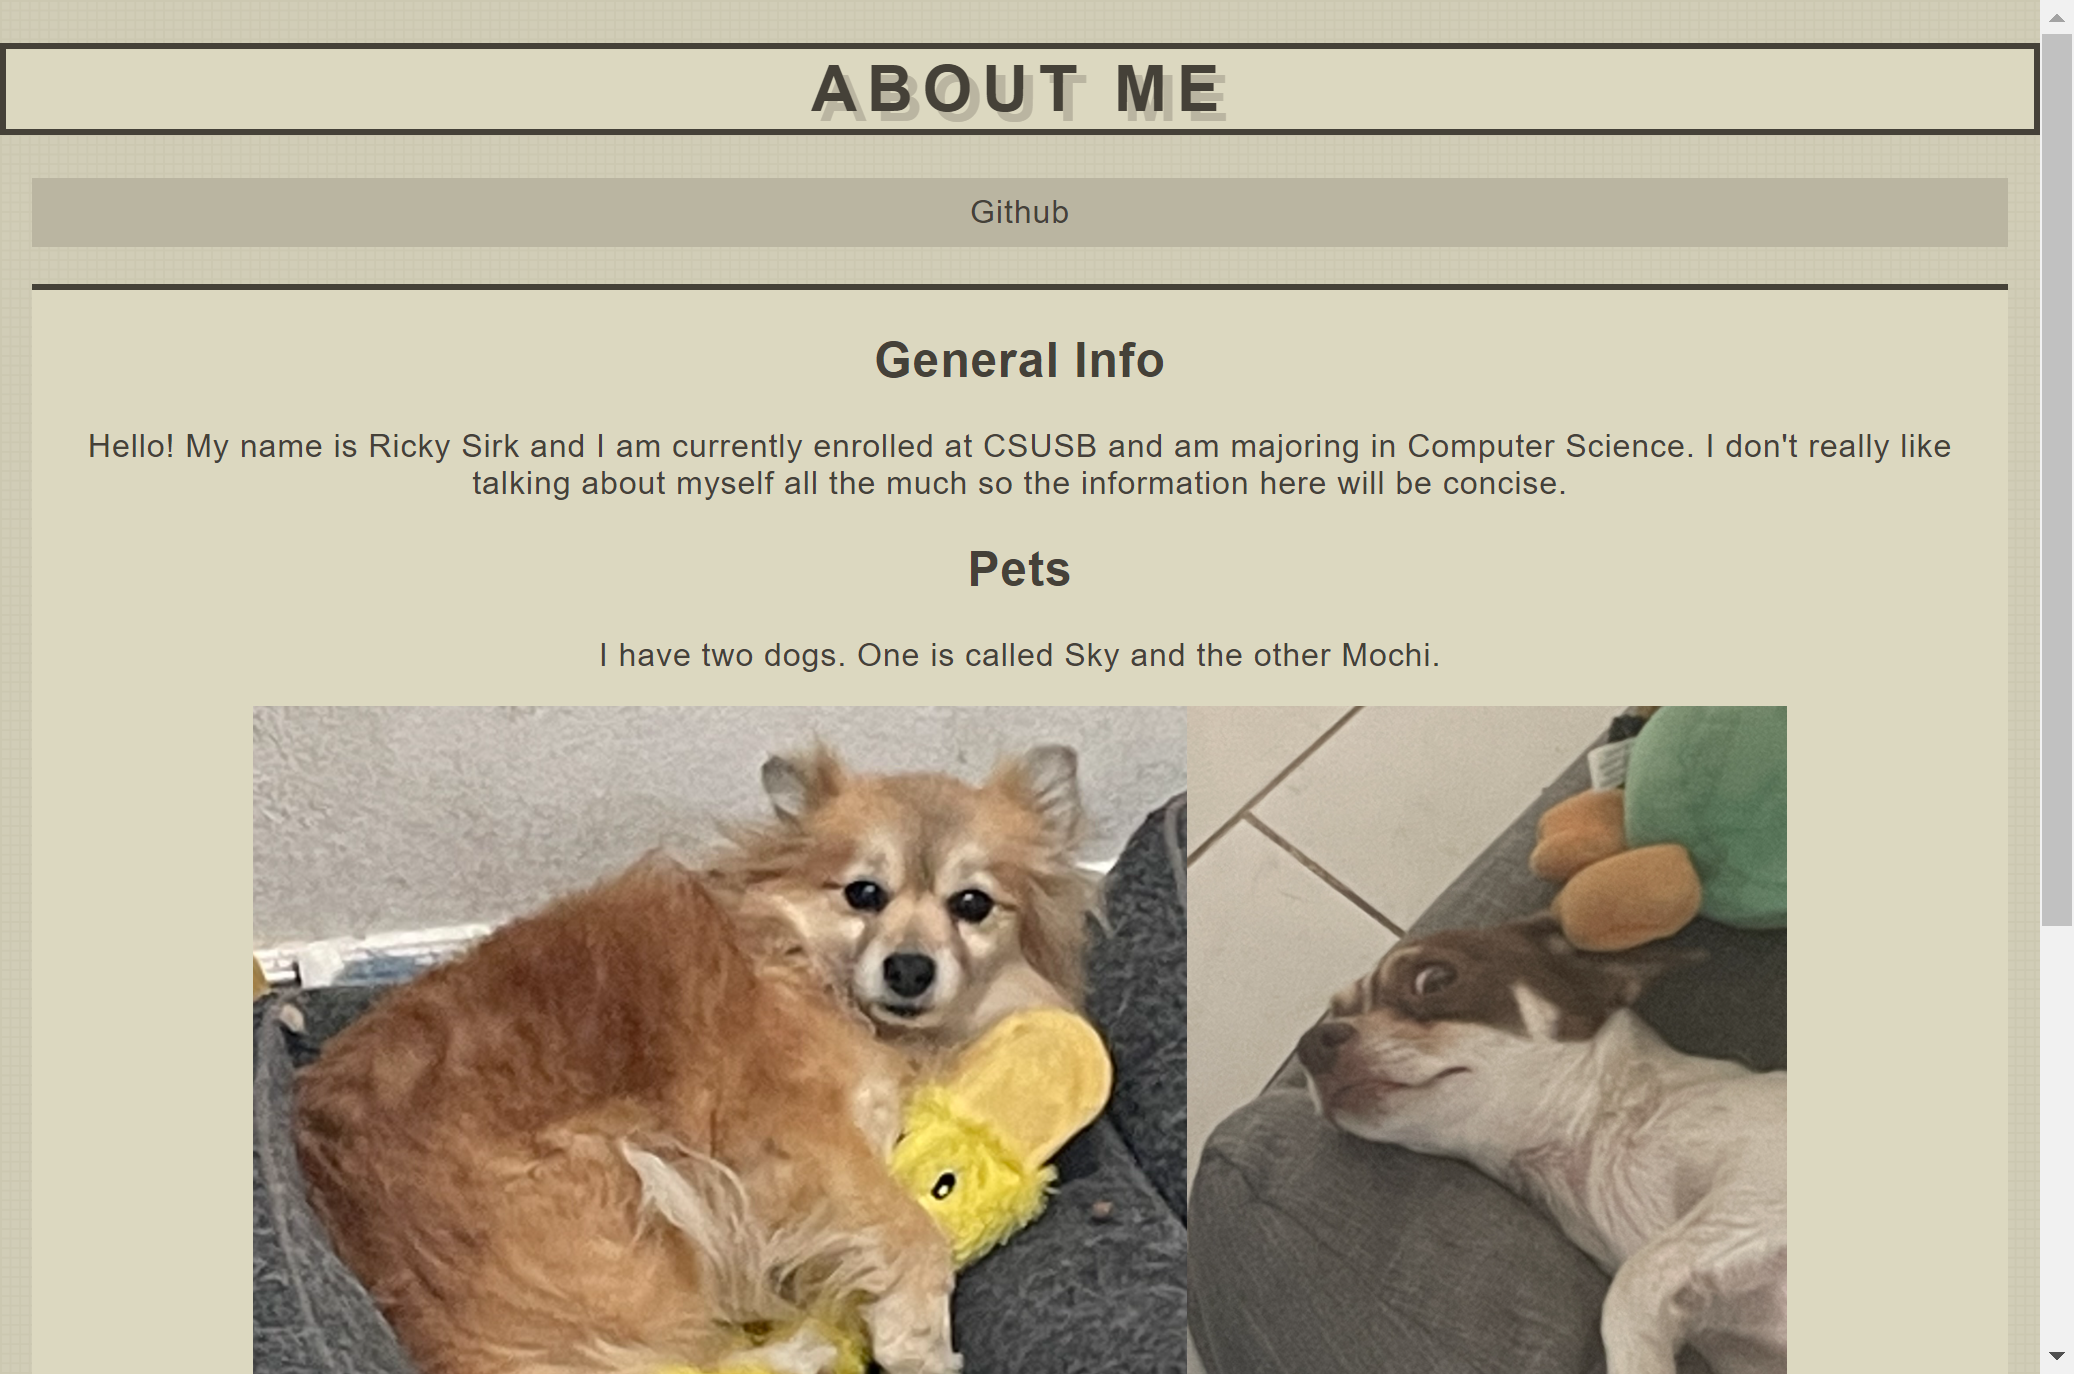 ABOUT ME
Github
General Info
Hello! My name is Ricky Sirk and I am currently enrolled at CSUSB and am majoring in Computer Science. I don't really like
talking about myself all the much so the information here will be concise.
Pets
I have two dogs. One is called Sky and the other Mochi.